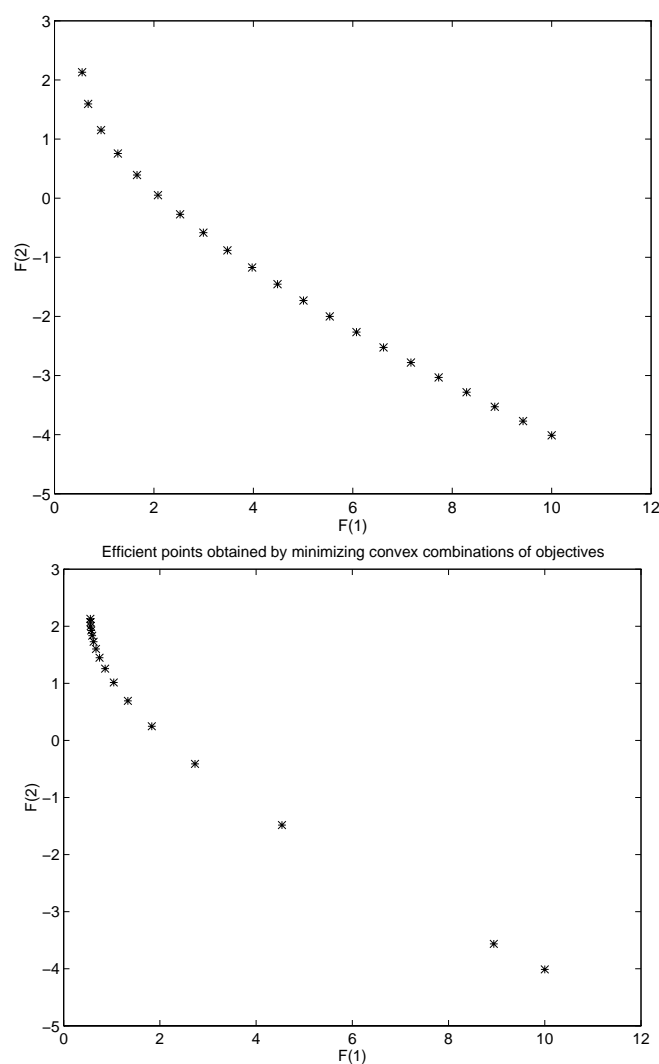 3
2
1
0
−1
−2
−3
−4
−5
F(2)
0 2 4 6 8 10 12
F(1)
Efficient points obtained by minimizing convex combinations of objectives
3
2
1
0
−1
−2
−3
−4
−5
F(2)
0 2 4 6 8 10 12
F(1)